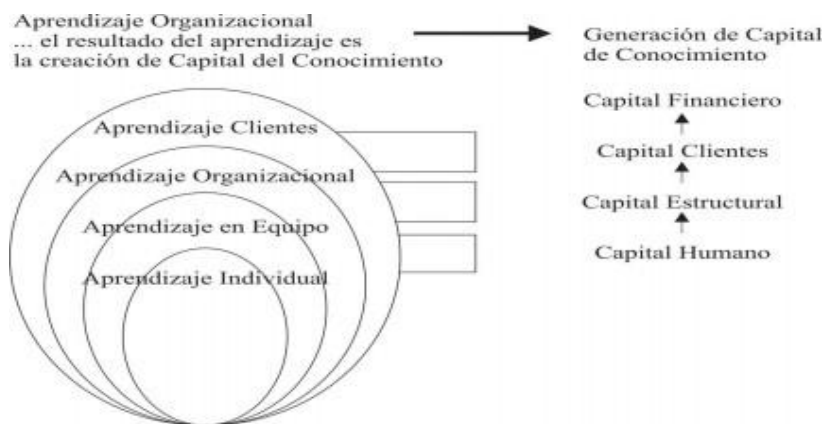 Aprendizaje Organizacional
... el resultado del aprendizaje es
la creación de Capital del Conocimiento
Generación de Capital
de Conocimiento
Aprendizaje Clientes
Aprendizaje Organizacional
Aprendizaje en Equipo
Aprendizaje Individual
Capital Financiero
Capital Clientes
Capital Estructural
Capital Humano